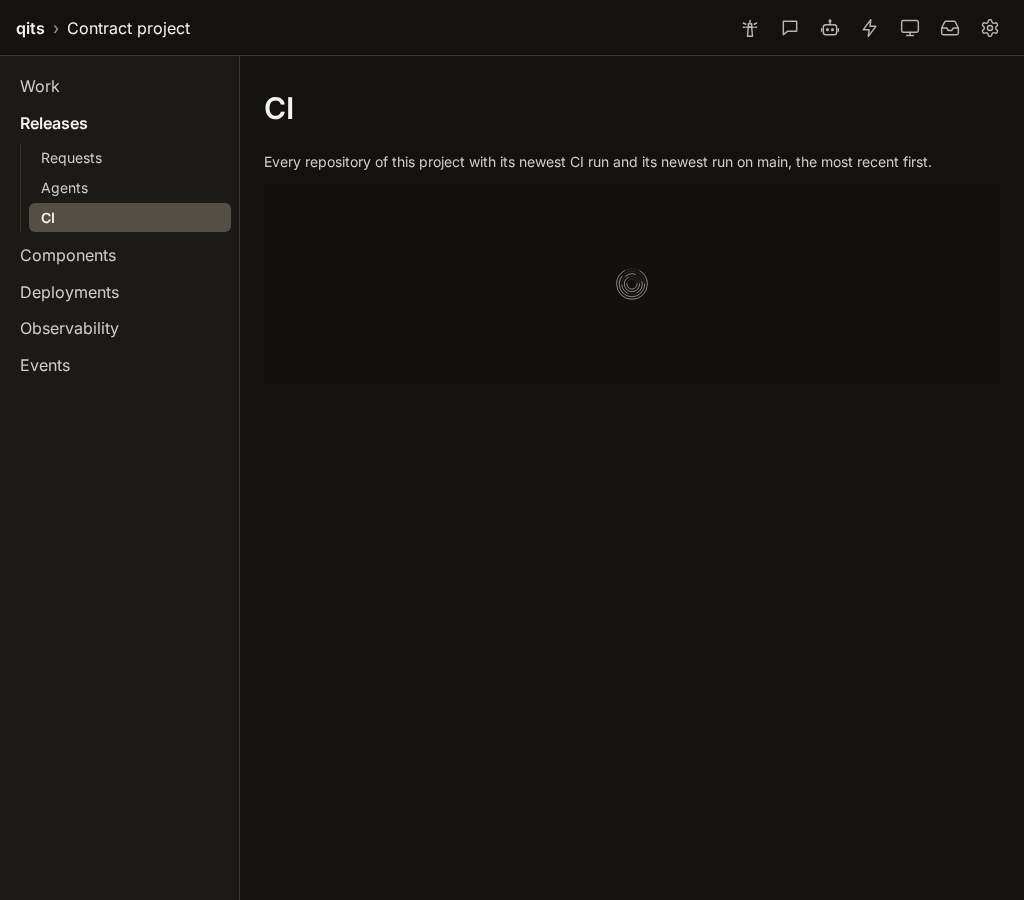 qits › Contract project
Work
Releases
Requests
Agents
CI
Components
Deployments
Observability
Events
CI
Every repository of this project with its newest CI run and its newest run on main, the most recent first.